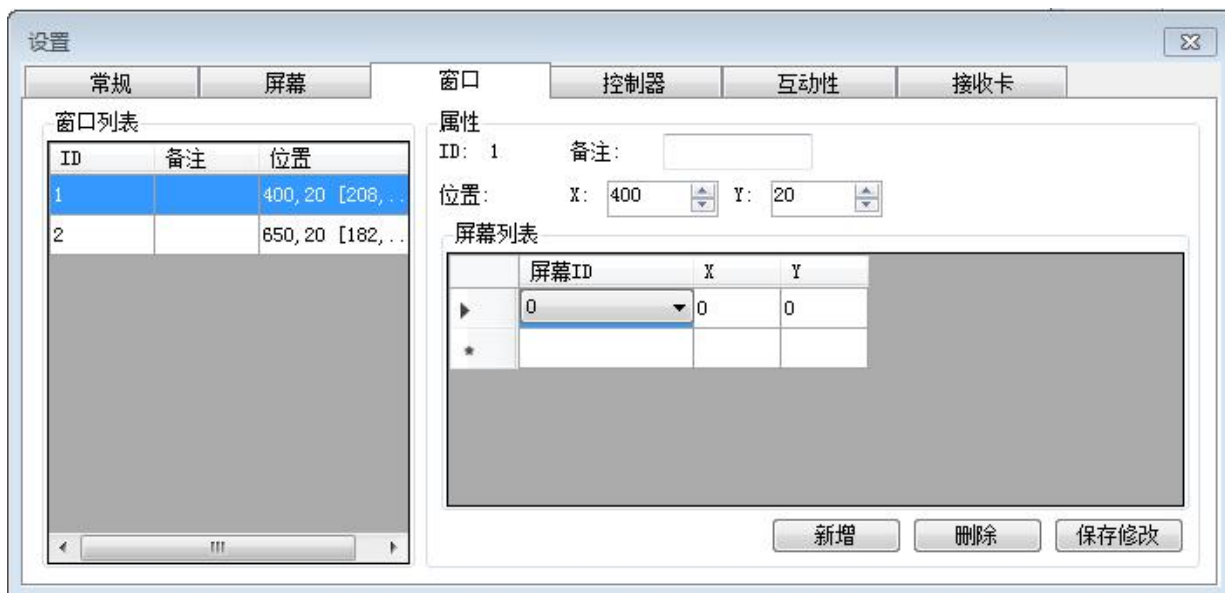 设置
常规 屏幕 窗口 控制器 互动性 接收卡
窗口列表
ID 备注 位置
1 400,20 [208,..
2 650,20 [182,..
属性
ID: 1 备注:
位置: X: 400 Y: 20
屏幕列表
屏幕ID X Y
0 0 0
*
新增 删除 保存修改